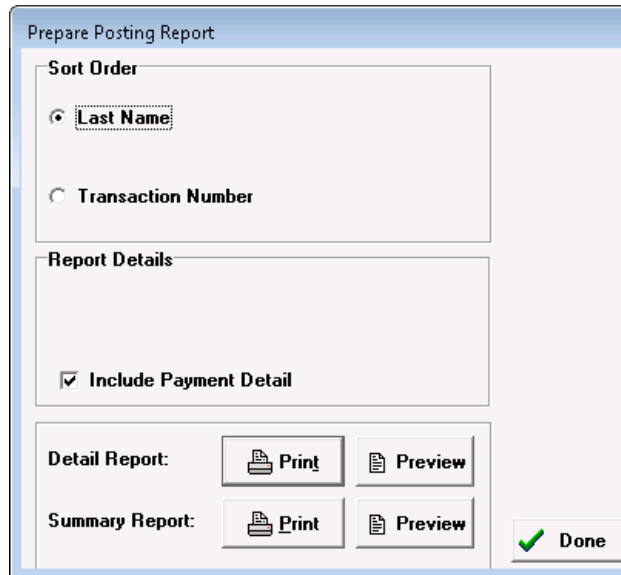 Prepare Posting Report
Sort Order
Last Name
Transaction Number
Report Details
Include Payment Detail
Detail Report: Print Preview
Summary Report: Print Preview
Done